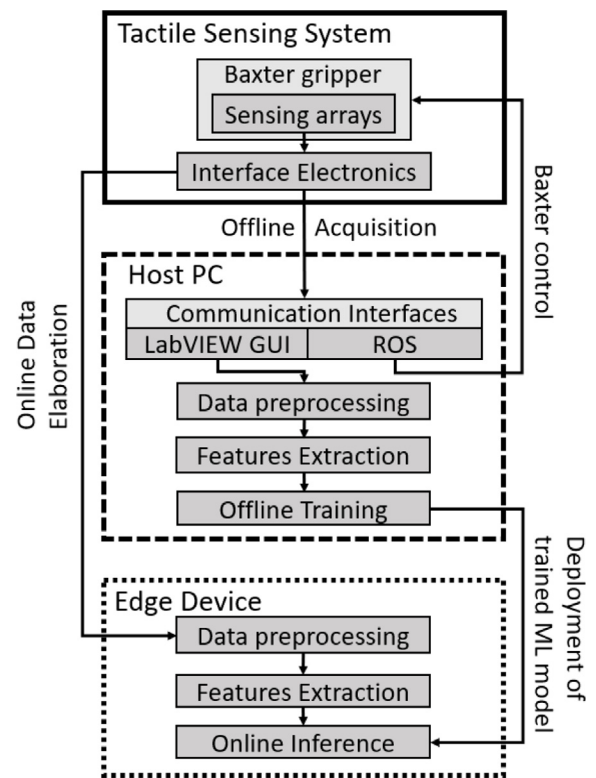 Tactile Sensing System
Baxter gripper
Sensing arrays
Interface Electronics
Offline Acquisition
Baxter control
Host PC
Communication Interfaces
LabVIEW GUI ROS
Online Data
Elaboration
Data preprocessing
Features Extraction
Offline Training
Deployment of
trained ML model
Edge Device
Data preprocessing
Features Extraction
Online Inference